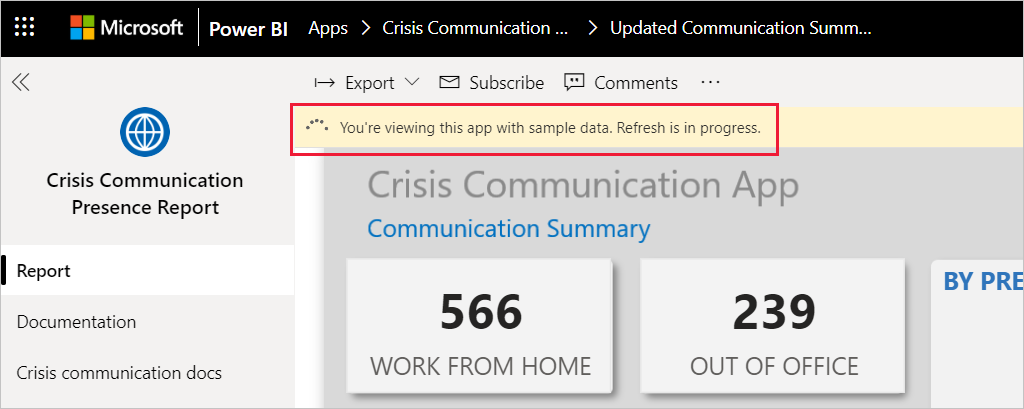 Microsoft Power BI Apps > Crisis Communication ... > Updated Communication Summ...
Export Subscribe Comments ...
You're viewing this app with sample data. Refresh is in progress.
Crisis Communication
Presence Report
Report
Documentation
Crisis communication docs
Crisis Communication App
Communication Summary
566
WORK FROM HOME
239
OUT OF OFFICE
BY PRE